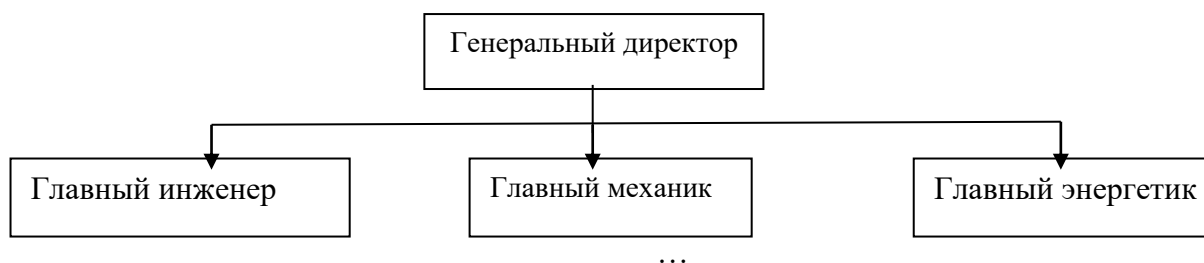 Генеральный директор
Главный инженер
Главный механик
Главный энергетик
…